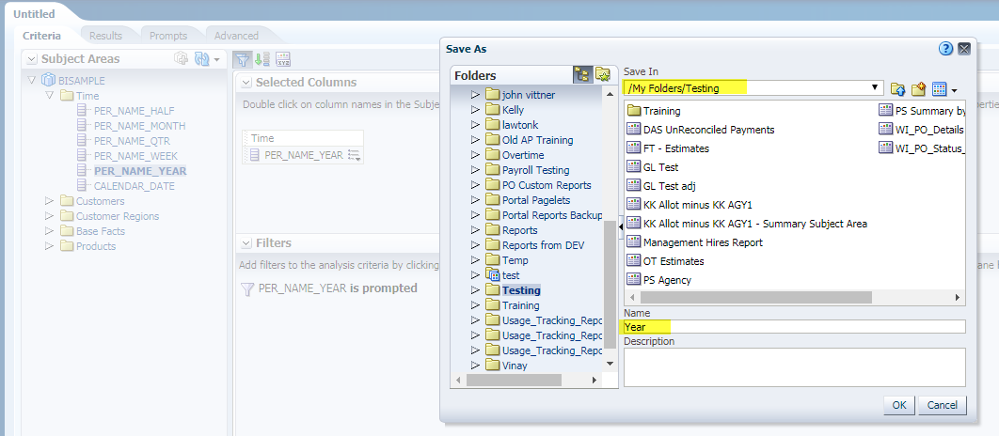 Untitled
Criteria
Results
Prompts
Advanced
Subject Areas
BISAMPLE
Time
PER_NAME_HALF
PER_NAME_MONTH
PER_NAME_QTR
PER_NAME_WEEK
PER_NAME_YEAR
CALENDAR_DATE
Customers
Customer Regions
Base Facts
Products
XYZ
Selected Columns
Double click on column names in the Subje
Time
PER_NAME_YEAR
Filters
Add filters to the analysis criteria by clicking
PER_NAME_YEAR is prompted
Save As
Folders
john vittner
Kelly
lawtonk
Old AP Training
Overtime
Payroll Testing
PO Custom Reports
Portal Pagelets
Portal Reports Backup
Reports
Reports from DEV
Temp
test
Testing
Training
Usage_Tracking_Repo
Usage_Tracking_Repo
Usage_Tracking_Repo
Vinay
Save In
/My Folders/Testing
Training
DAS UnReconciled Payments
FT - Estimates
GL Test
GL Test adj
KK Allot minus KK AGY1
KK Allot minus KK AGY1 - Summary Subject Area
Management Hires Report
OT Estimates
PS Agency
PS Summary by
WI_PO_Details
WI_PO_Status_
Name
Year
Description
OK
Cancel